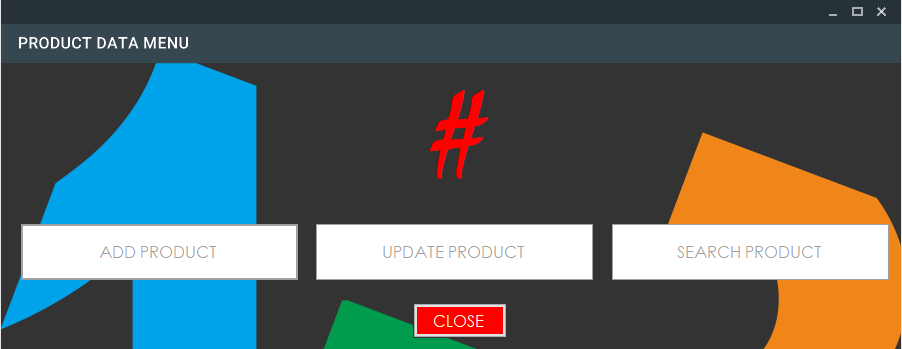 PRODUCT DATA MENU
#
ADD PRODUCT
UPDATE PRODUCT
SEARCH PRODUCT
CLOSE